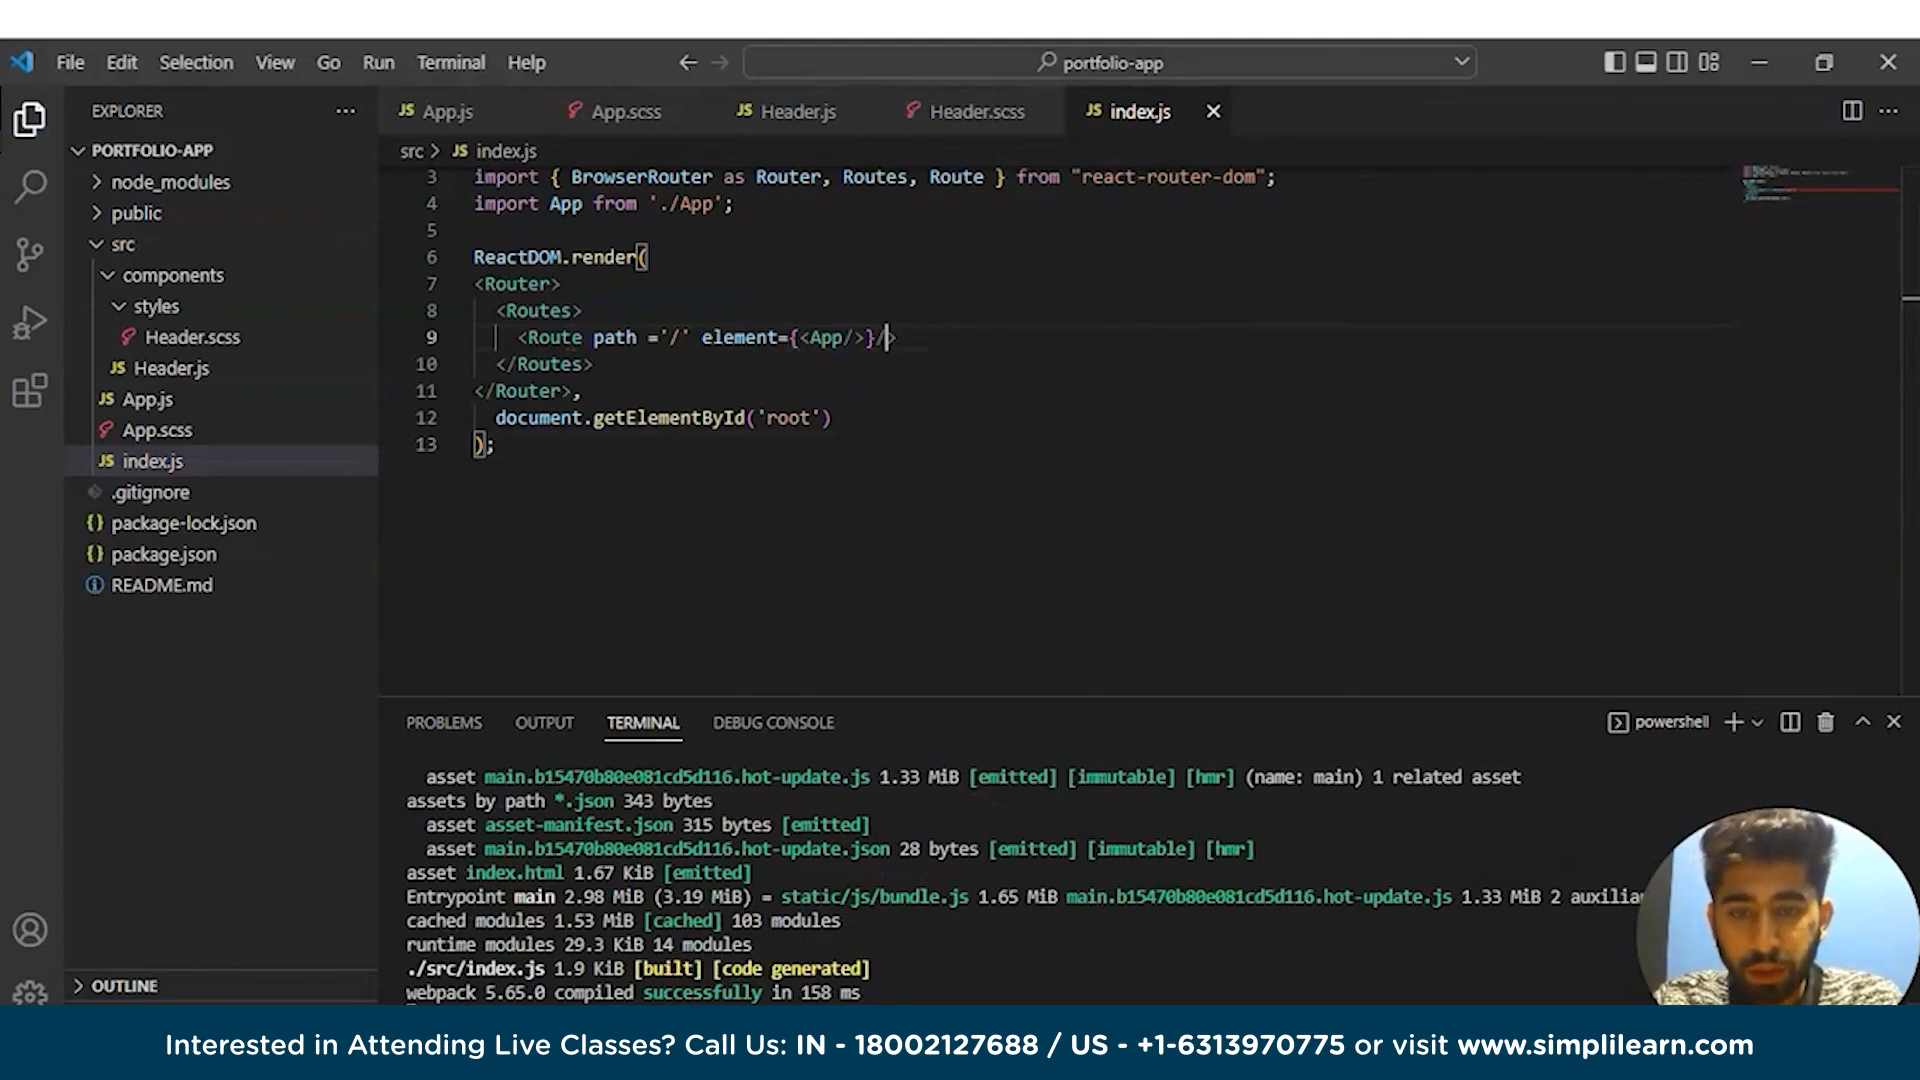 File Edit Selection View Go Run Terminal Help
portfolio-app
EXPLORER
PORTFOLIO-APP
node_modules
public
src
components
styles
Header.scss
JS Header.js
JS App.js
App.scss
JS index.js
.gitignore
{} package-lock.json
{} package.json
README.md
OUTLINE
JS App.js App.scss JS Header.js Header.scss JS index.js
src > JS index.js
3 import { BrowserRouter as Router, Routes, Route } from "react-router-dom";
4 import App from './App';
5
6 ReactDOM.render(
7 <Router>
8 <Routes>
9 <Route path ='/' element={<App/>}/>
10 </Routes>
11 </Router>,
12 document.getElementById('root')
13 );
PROBLEMS OUTPUT TERMINAL DEBUG CONSOLE
powershell
asset main.b15470b80e081cd5d116.hot-update.js 1.33 MiB [emitted] [immutable] [hmr] (name: main) 1 related asset
assets by path *.json 343 bytes
asset asset-manifest.json 315 bytes [emitted]
asset main.b15470b80e081cd5d116.hot-update.json 28 bytes [emitted] [immutable] [hmr]
asset index.html 1.67 KiB [emitted]
Entrypoint main 2.98 MiB (3.19 MiB) = static/js/bundle.js 1.65 MiB main.b15470b80e081cd5d116.hot-update.js 1.33 MiB 2 auxilia
cached modules 1.53 MiB [cached] 103 modules
runtime modules 29.3 KiB 14 modules
./src/index.js 1.9 KiB [built] [code generated]
webpack 5.65.0 compiled successfully in 158 ms
Interested in Attending Live Classes? Call Us: IN - 18002127688 / US - +1-6313970775 or visit www.simplilearn.com